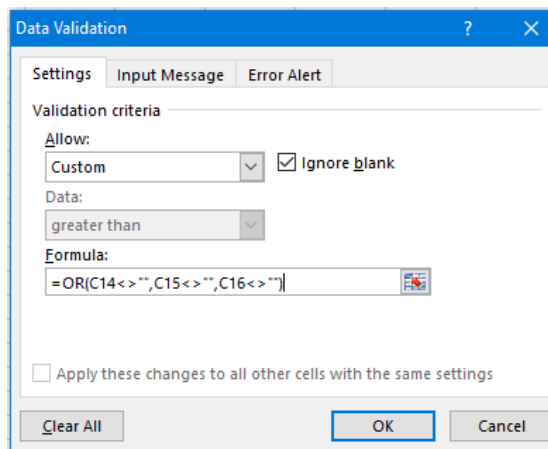 Data Validation ?
Settings Input Message Error Alert
Validation criteria
Allow:
Custom Ignore blank
Data:
greater than
Formula:
=OR(C14<>"",C15<>"",C16<>"")
Apply these changes to all other cells with the same settings
Clear All OK Cancel